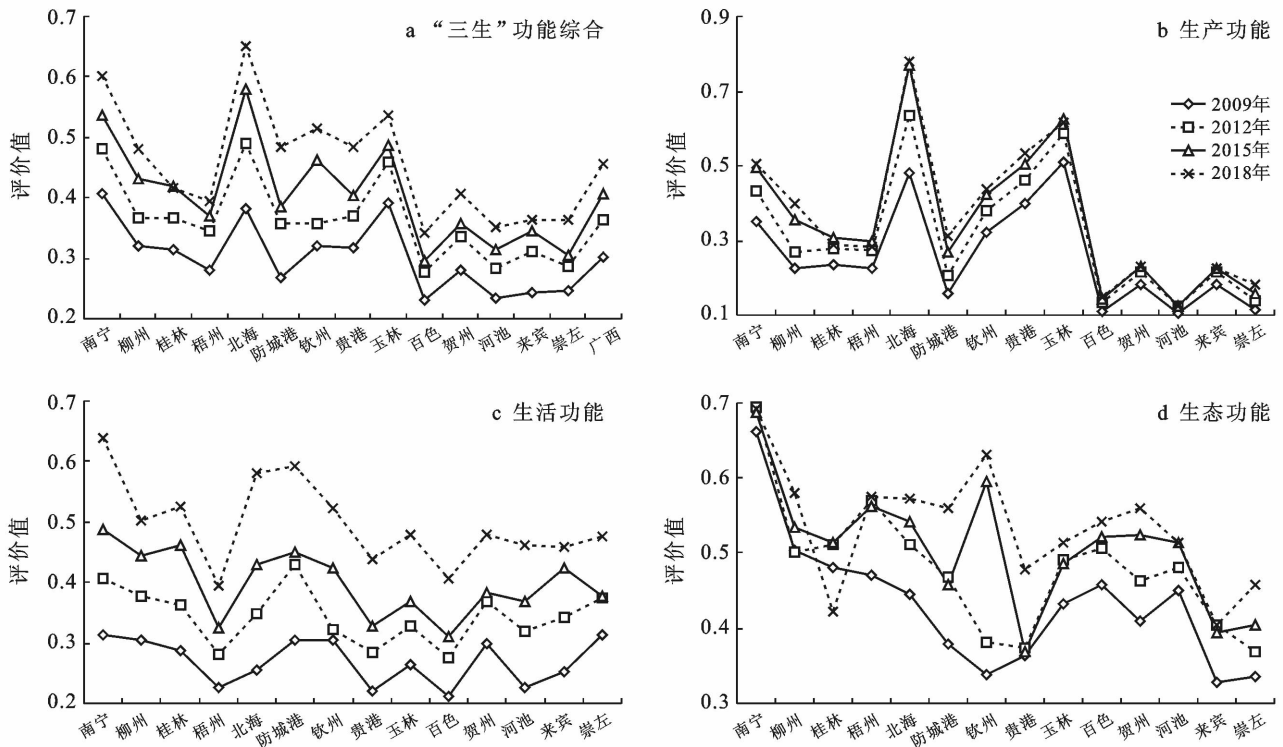 a “三生”功能综合
0.7
0.6
0.5
0.4
0.3
0.2
评价值
南宁
柳州
桂林
梧州
北海
防城港
钦州
贵港
玉林
百色
贺州
河池
来宾
崇左
广西
b 生产功能
0.9
0.7
0.5
0.3
0.1
评价值
2009年
2012年
2015年
2018年
南宁
柳州
桂林
梧州
北海
防城港
钦州
贵港
玉林
百色
贺州
河池
来宾
崇左
c 生活功能
0.7
0.6
0.5
0.4
0.3
0.2
评价值
南宁
柳州
桂林
梧州
北海
防城港
钦州
贵港
玉林
百色
贺州
河池
来宾
崇左
d 生态功能
0.7
0.6
0.5
0.4
0.3
评价值
南宁
柳州
桂林
梧州
北海
防城港
钦州
贵港
玉林
百色
贺州
河池
来宾
崇左